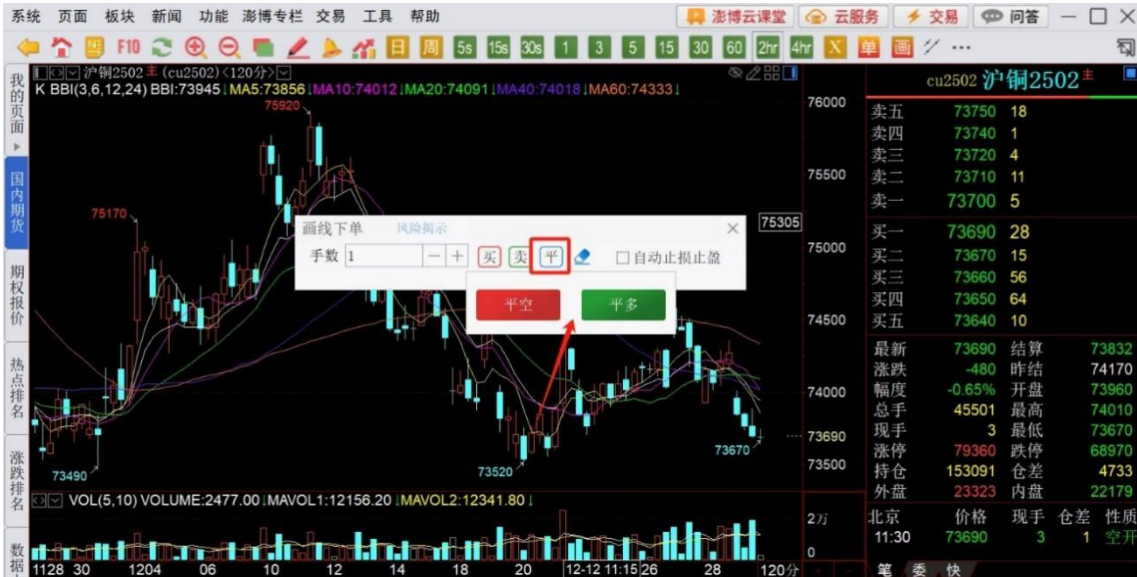 系统 页面 板块 新闻 功能 澎博专栏 交易 工具 帮助 澎博云课堂 云服务 交易 问答
F10 日 周 5s 15s 30s 1 3 5 15 30 60 2hr 4hr X 单 画
我的页面
国内期货
期权报价
热点排名
涨跌排名
数据
沪铜2502 主 (cu2502)<120分>
K BBI(3,6,12,24) BBI:73945↓MA5:73856↓MA10:74012↓MA20:74091↓MA40:74018↓MA60:74333↓
75920
75170
73490
73520
73670
76000
75500
75305
75000
74500
74000
73690
73500
画线下单 风险揭示
手数 1 - + 买 卖 平 自动止损止盈
平空 平多
VOL(5,10) VOLUME:2477.00↓MAVOL1:12156.20↓MAVOL2:12341.80↓
2万
0
1128 30 1204 06 10 12 14 18 20 12-12 11:15 26 28 120分
cu2502 沪铜2502 主
卖五 73750 18
卖四 73740 1
卖三 73720 4
卖二 73710 11
卖一 73700 5
买一 73690 28
买二 73670 15
买三 73660 56
买四 73650 64
买五 73640 10
最新 73690 结算 73832
涨跌 -480 昨结 74170
幅度 -0.65% 开盘 73960
总手 45501 最高 74010
现手 3 最低 73670
涨停 79360 跌停 68970
持仓 153091 仓差 4733
外盘 23323 内盘 22179
北京 价格 现手 仓差 性质
11:30 73690 3 1 空开
笔 委 快